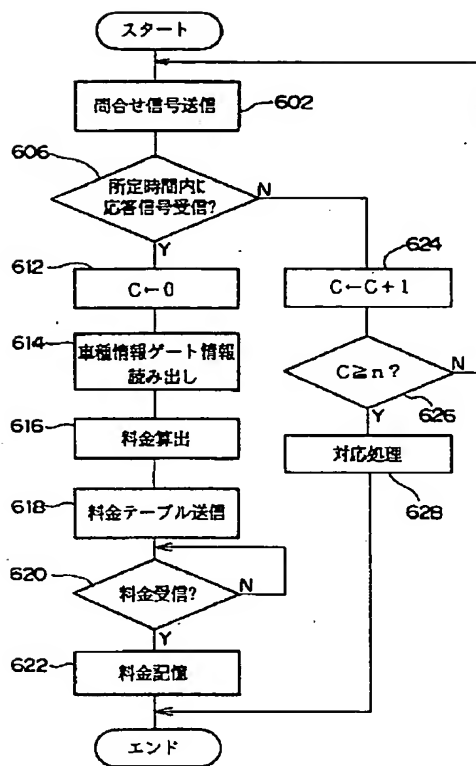 スタート
問合せ信号送信
602
606
所定時間内に
応答信号受信?
N
Y
612
C←0
624
C←C+1
614
車種情報ゲート情報
読み出し
C≧n?
N
626
Y
616
料金算出
対応処理
628
618
料金テーブル送信
620
料金受信?
N
Y
622
料金記憶
エンド